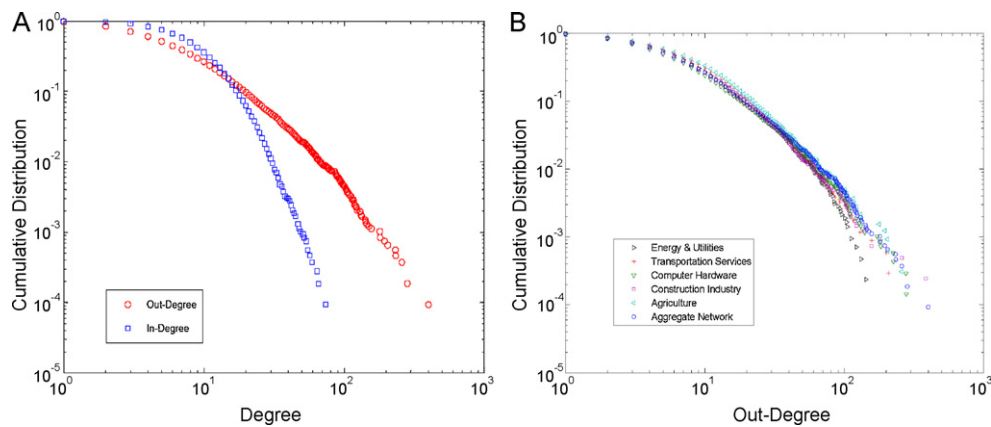 A
10^0
10^-1
10^-2
10^-3
10^-4
10^-5
Cumulative Distribution
Out-Degree
In-Degree
10^0
10^1
10^2
10^3
Degree
B
10^0
10^-1
10^-2
10^-3
10^-4
10^-5
Cumulative Distribution
Energy & Utilities
Transportation Services
Computer Hardware
Construction Industry
Agriculture
Aggregate Network
10^0
10^1
10^2
10^3
Out-Degree